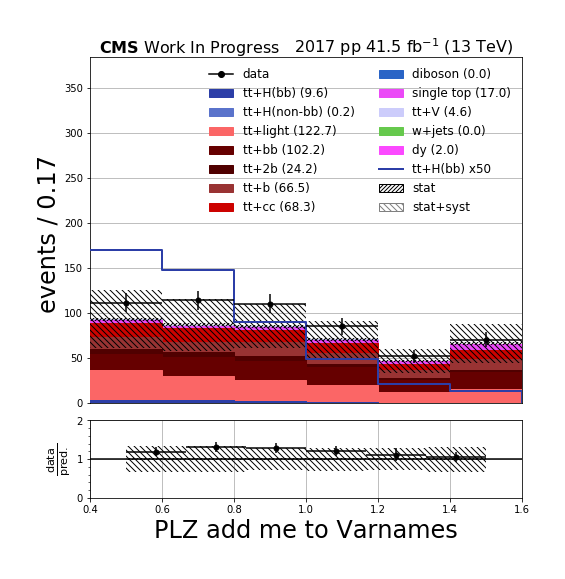 CMS Work In Progress 2017 pp 41.5 fb⁻¹ (13 TeV)
data
tt+H(bb) (9.6)
tt+H(non-bb) (0.2)
tt+light (122.7)
tt+bb (102.2)
tt+2b (24.2)
tt+b (66.5)
tt+cc (68.3)
diboson (0.0)
single top (17.0)
tt+V (4.6)
w+jets (0.0)
dy (2.0)
tt+H(bb) x50
stat
stat+syst
events / 0.17
350
300
250
200
150
100
50
0
data
pred.
2
1
0
0.4 0.6 0.8 1.0 1.2 1.4 1.6
PLZ add me to Varnames